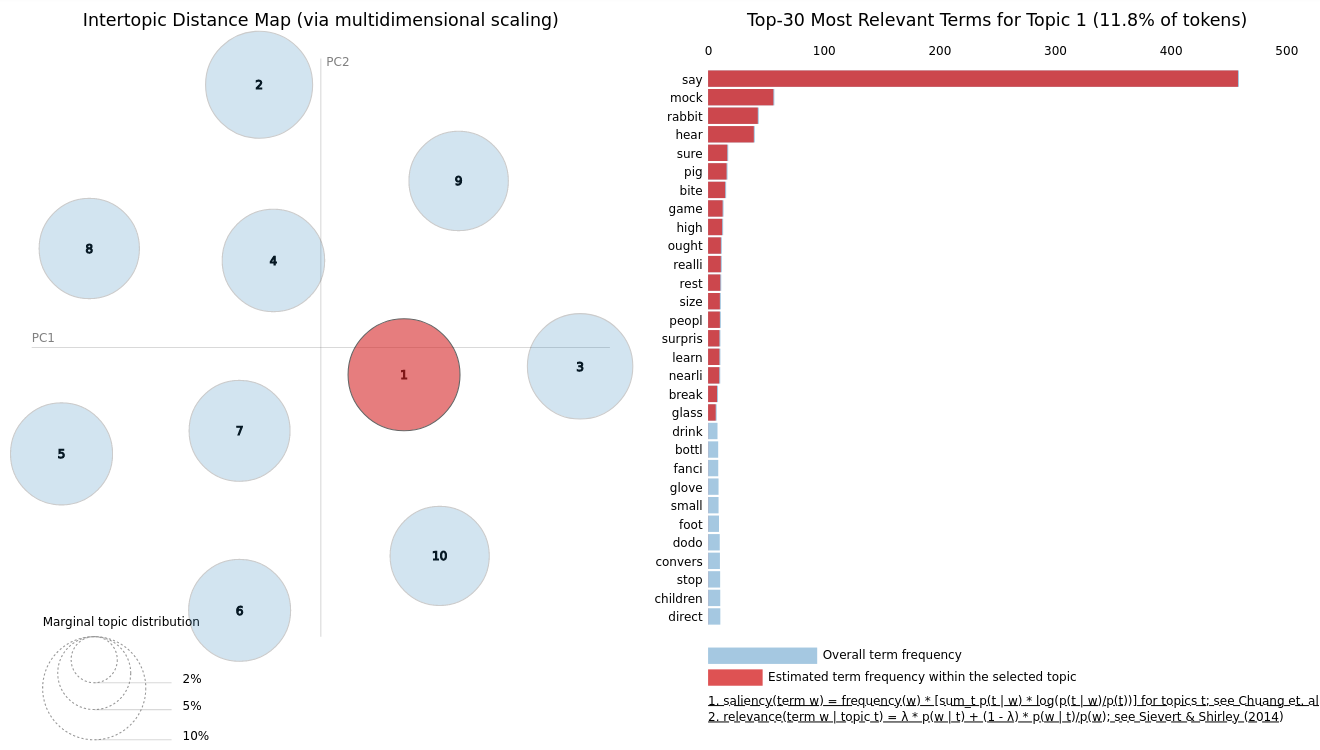 Intertopic Distance Map (via multidimensional scaling)
PC2
PC1
2
9
8
4
1
3
7
5
10
6
Marginal topic distribution
2%
5%
10%
Top-30 Most Relevant Terms for Topic 1 (11.8% of tokens)
0 100 200 300 400 500
say
mock
rabbit
hear
sure
pig
bite
game
high
ought
realli
rest
size
peopl
surpris
learn
nearli
break
glass
drink
bottl
fanci
glove
small
foot
dodo
convers
stop
children
direct
Overall term frequency
Estimated term frequency within the selected topic
1. saliency(term w) = frequency(w) * [sum_t p(t | w) * log(p(t | w)/p(t))] for topics t; see Chuang et. al
2. relevance(term w | topic t) = λ * p(w | t) + (1 - λ) * p(w | t)/p(w); see Sievert & Shirley (2014)